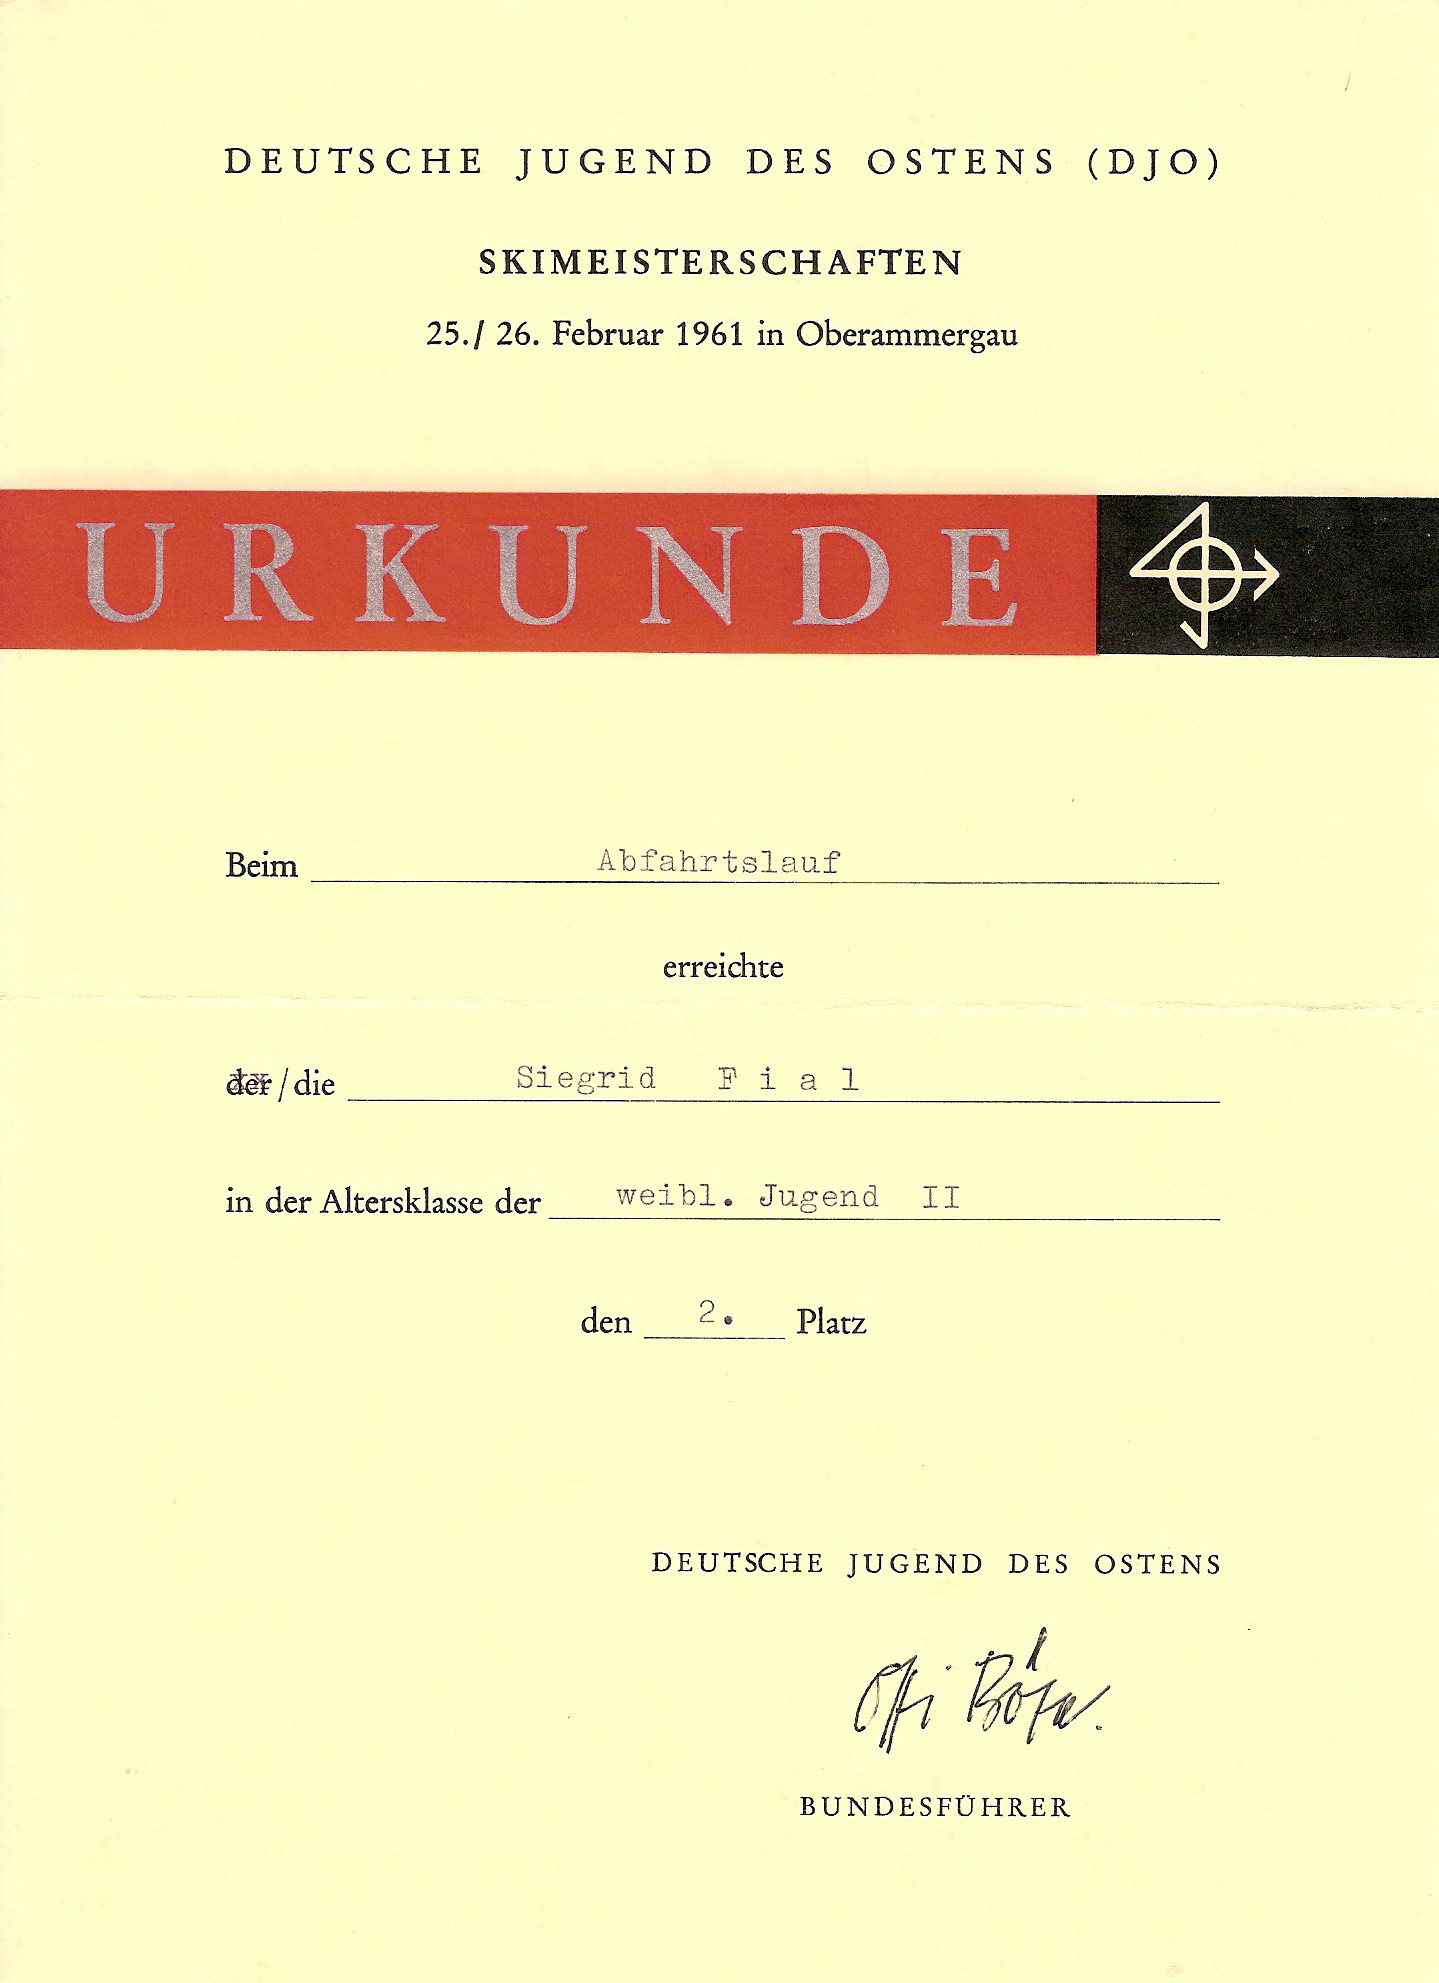 DEUTSCHE JUGEND DES OSTENS (DJO)
SKIMEISTERSCHAFTEN
25./ 26. Februar 1961 in Oberammergau
URKUNDE
Beim Abfahrtslauf
erreichte
der/die Siegrid Fial
in der Altersklasse der weibl. Jugend II
den 2. Platz
DEUTSCHE JUGEND DES OSTENS
BUNDESFÜHRER